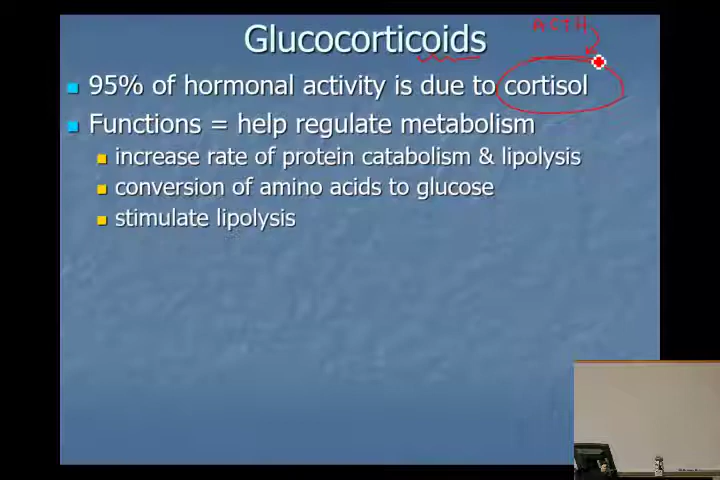 ACTH
Glucocorticoids
95% of hormonal activity is due to cortisol
Functions = help regulate metabolism
increase rate of protein catabolism & lipolysis
conversion of amino acids to glucose
stimulate lipolysis